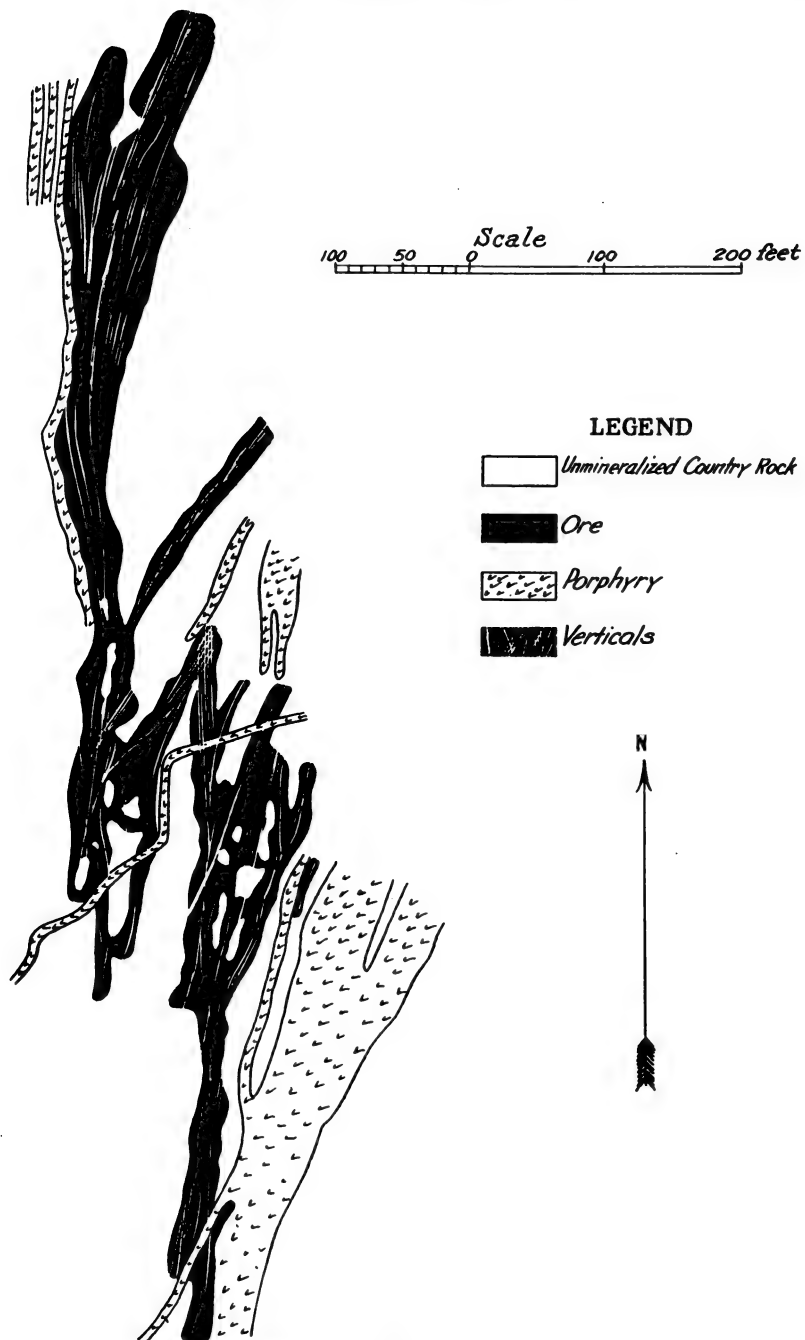 Scale
100 50 0 100 200 feet
LEGEND
Unmineralized Country Rock
Ore
Porphyry
Verticals
N